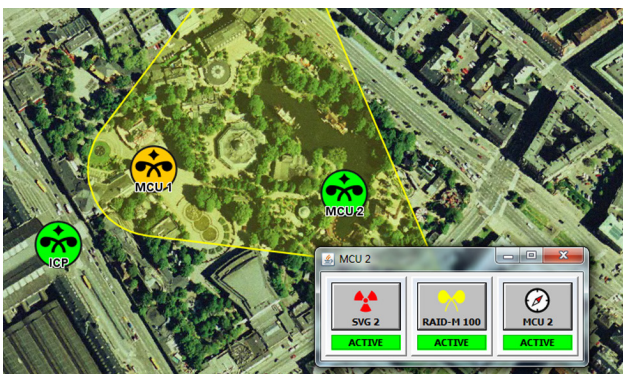 MCU 1
MCU 2
ICP
MCU 2
SVG 2
RAID-M 100
MCU 2
ACTIVE
ACTIVE
ACTIVE